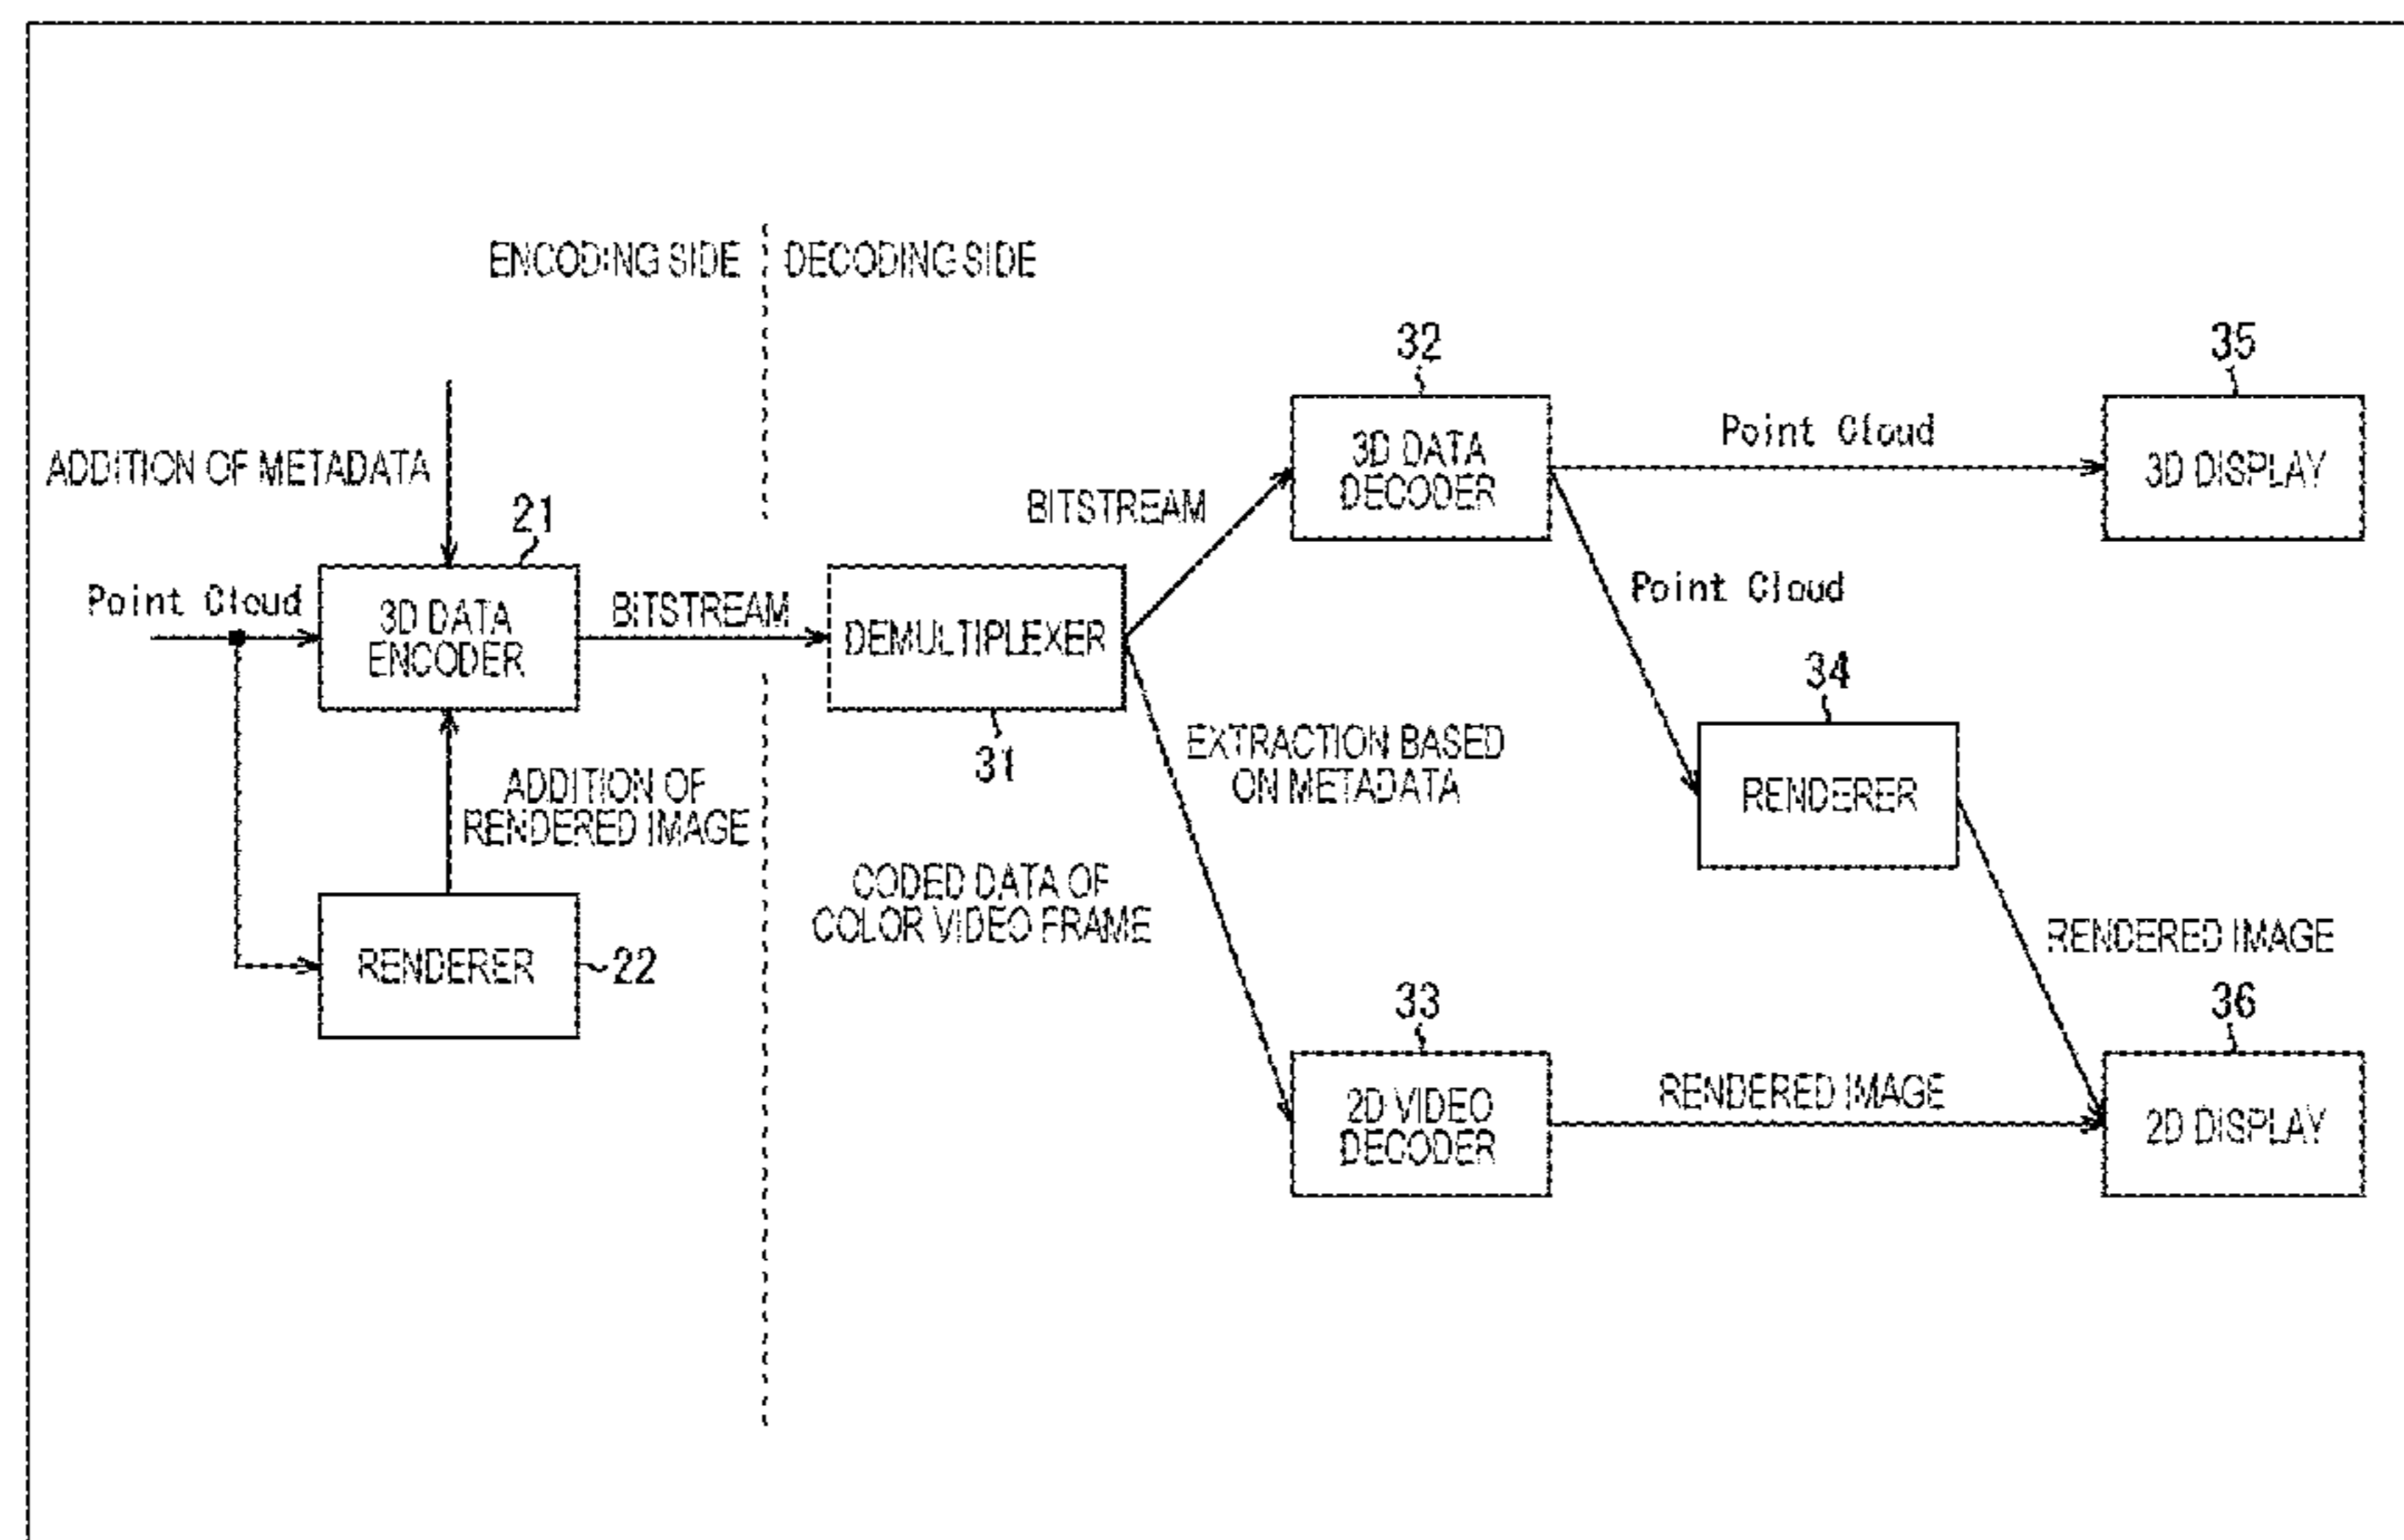 ENCODING SIDE
DECODING SIDE
ADDITION OF METADATA
21
Point Cloud
3D DATA
ENCODER
BITSTREAM
ADDITION OF
RENDERED IMAGE
RENDERER
22
DEMULTIPLEXER
31
BITSTREAM
EXTRACTION BASED
ON METADATA
CODED DATA OF
COLOR VIDEO FRAME
32
3D DATA
DECODER
Point Cloud
35
3D DISPLAY
Point Cloud
34
RENDERER
RENDERED IMAGE
33
2D VIDEO
DECODER
RENDERED IMAGE
36
2D DISPLAY